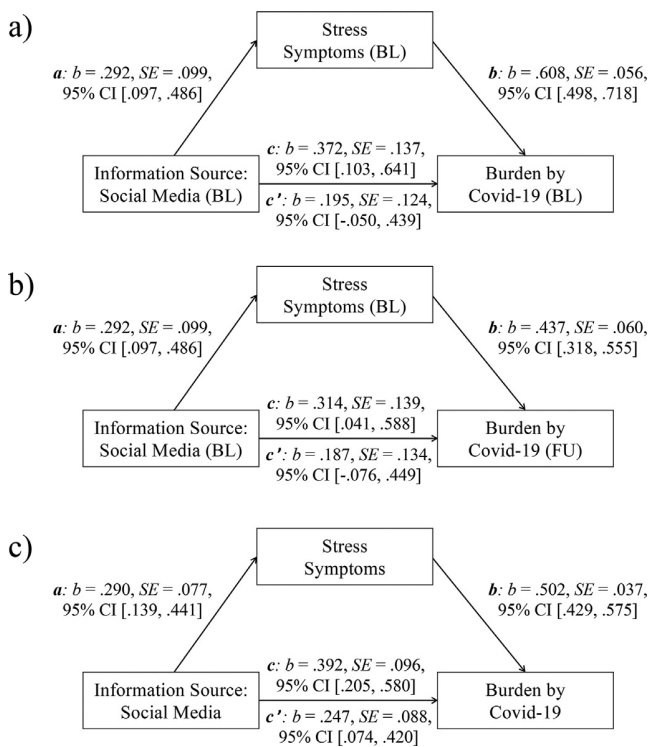 a)
Stress
Symptoms (BL)
a: b = .292, SE = .099,
95% CI [.097, .486]
b: b = .608, SE = .056,
95% CI [.498, .718]
c: b = .372, SE = .137,
95% CI [.103, .641]
Information Source:
Social Media (BL)
Burden by
Covid-19 (BL)
c’: b = .195, SE = .124,
95% CI [-.050, .439]
b)
Stress
Symptoms (BL)
a: b = .292, SE = .099,
95% CI [.097, .486]
b: b = .437, SE = .060,
95% CI [.318, .555]
c: b = .314, SE = .139,
95% CI [.041, .588]
Information Source:
Social Media (BL)
Burden by
Covid-19 (FU)
c’: b = .187, SE = .134,
95% CI [-.076, .449]
c)
Stress
Symptoms
a: b = .290, SE = .077,
95% CI [.139, .441]
b: b = .502, SE = .037,
95% CI [.429, .575]
c: b = .392, SE = .096,
95% CI [.205, .580]
Information Source:
Social Media
Burden by
Covid-19
c’: b = .247, SE = .088,
95% CI [.074, .420]